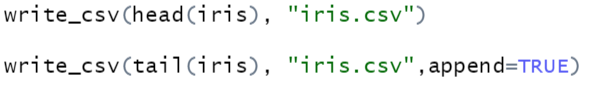 write_csv(head(iris), "iris.csv")
write_csv(tail(iris), "iris.csv",append=TRUE)